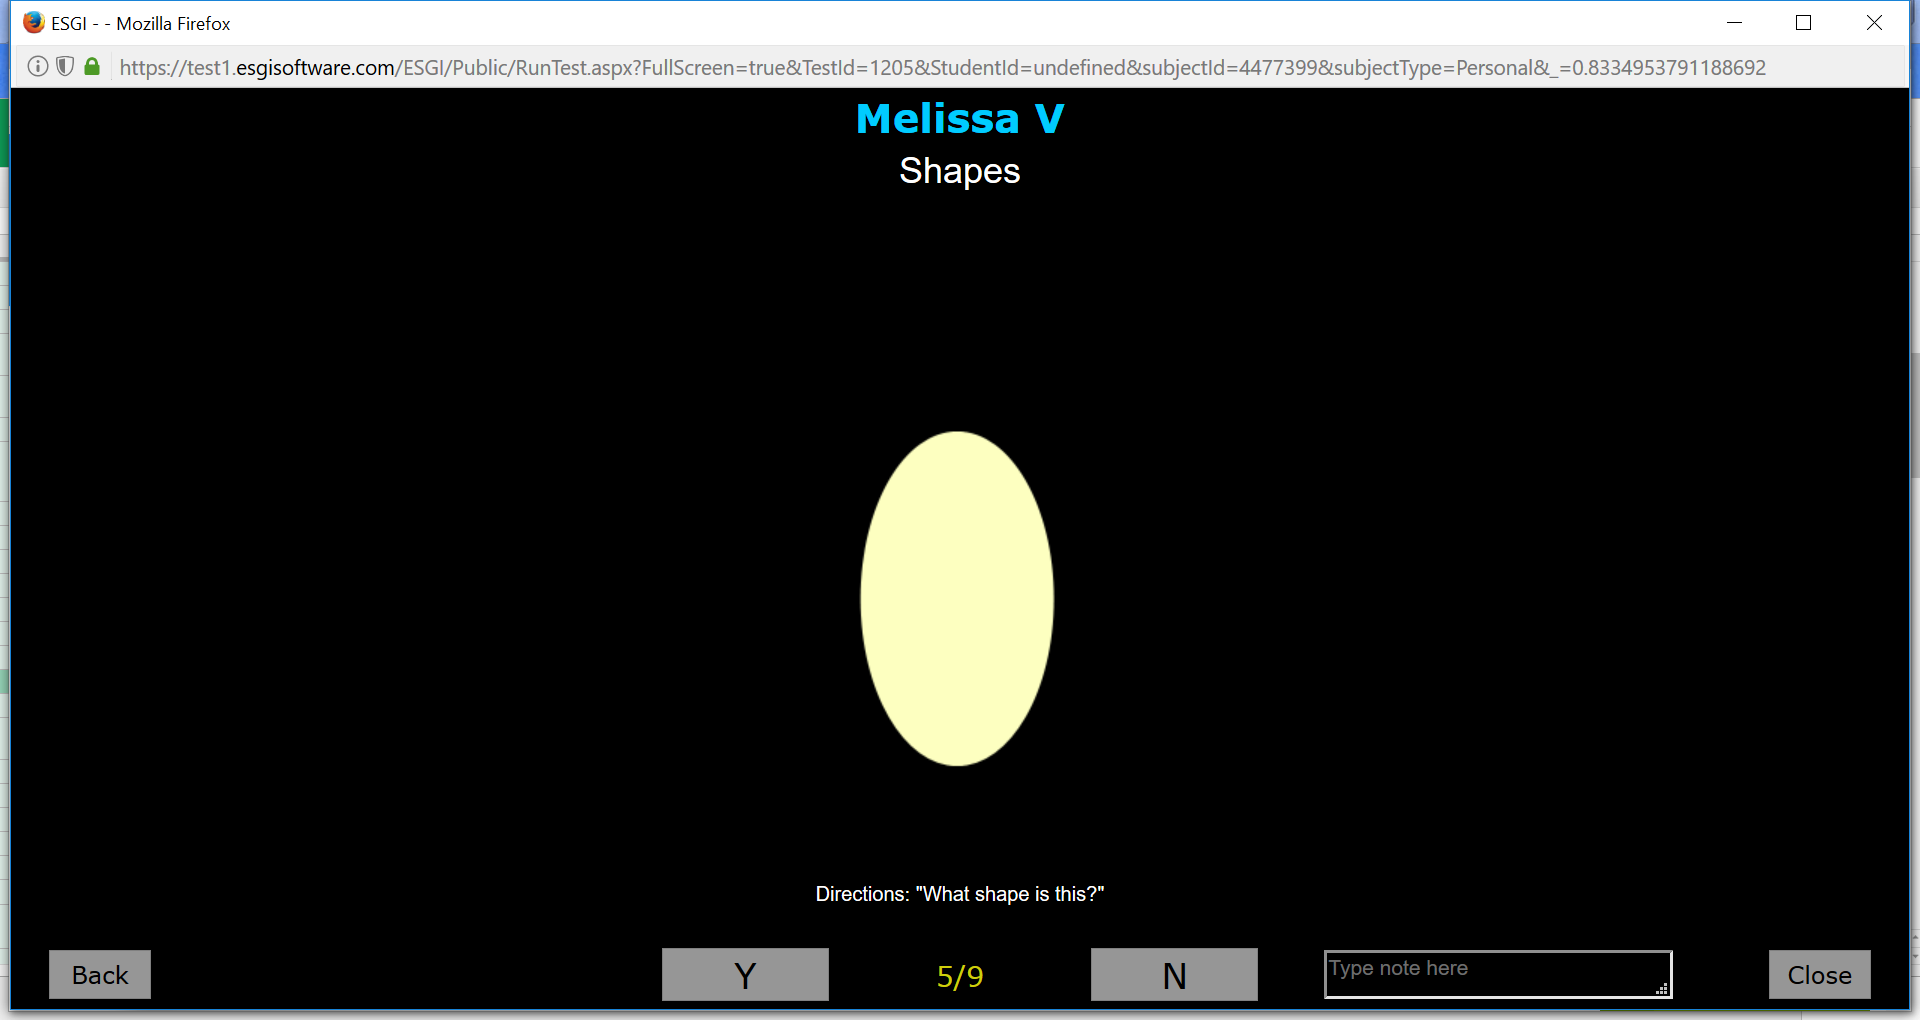 ESGI - - Mozilla Firefox
https://test1.esgisoftware.com/ESGI/Public/RunTest.aspx?FullScreen=true&TestId=1205&StudentId=undefined&subjectId=4477399&subjectType=Personal&_=0.8334953791188692
Melissa V
Shapes
Directions: "What shape is this?"
Back
Y
5/9
N
Type note here
Close